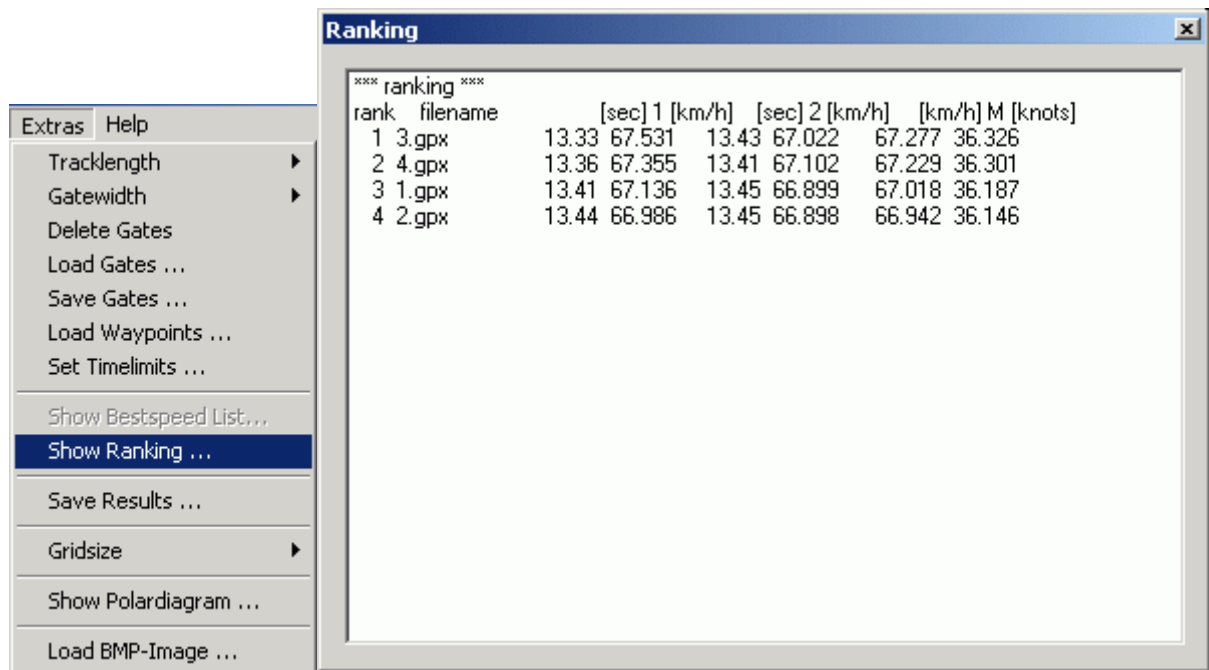 Extras Help
Tracklength
Gatewidth
Delete Gates
Load Gates ...
Save Gates ...
Load Waypoints ...
Set Timelimits ...
Show Bestspeed List...
Show Ranking ...
Save Results ...
Gridsize
Show Polardiagram ...
Load BMP-Image ...
Ranking
*** ranking ***
rank filename [sec] 1 [km/h] [sec] 2 [km/h] [km/h] M [knots]
1 3.gpx 13.33 67.531 13.43 67.022 67.277 36.326
2 4.gpx 13.36 67.355 13.41 67.102 67.229 36.301
3 1.gpx 13.41 67.136 13.45 66.899 67.018 36.187
4 2.gpx 13.44 66.986 13.45 66.898 66.942 36.146